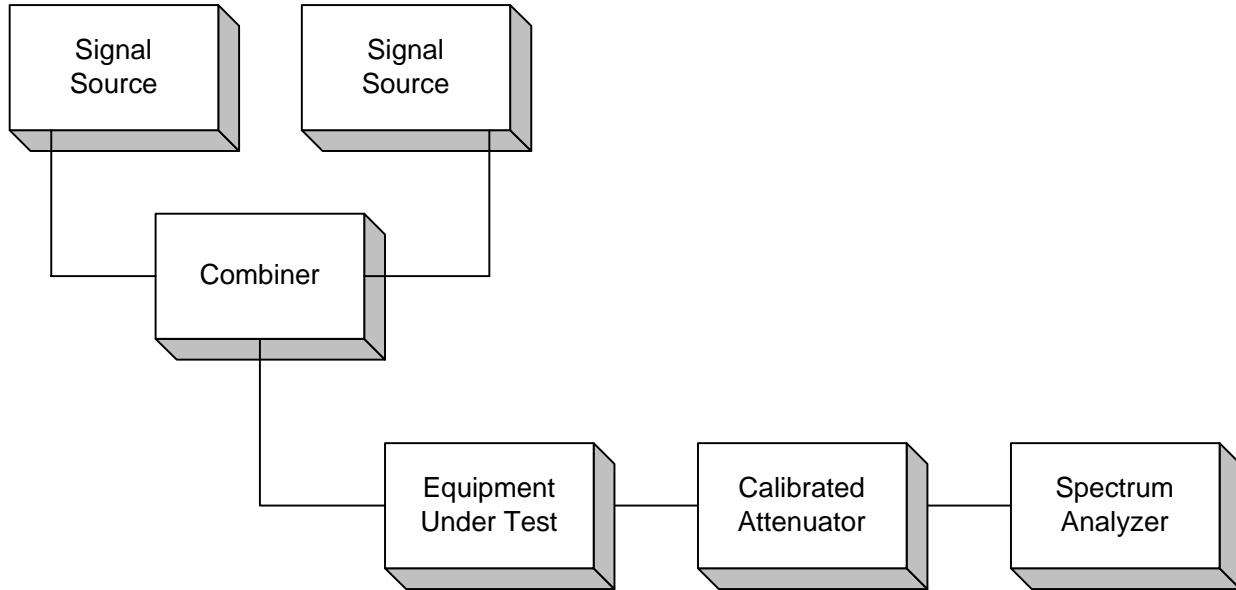 Signal
Source
Signal
Source
Combiner
Equipment
Under Test
Calibrated
Attenuator
Spectrum
Analyzer